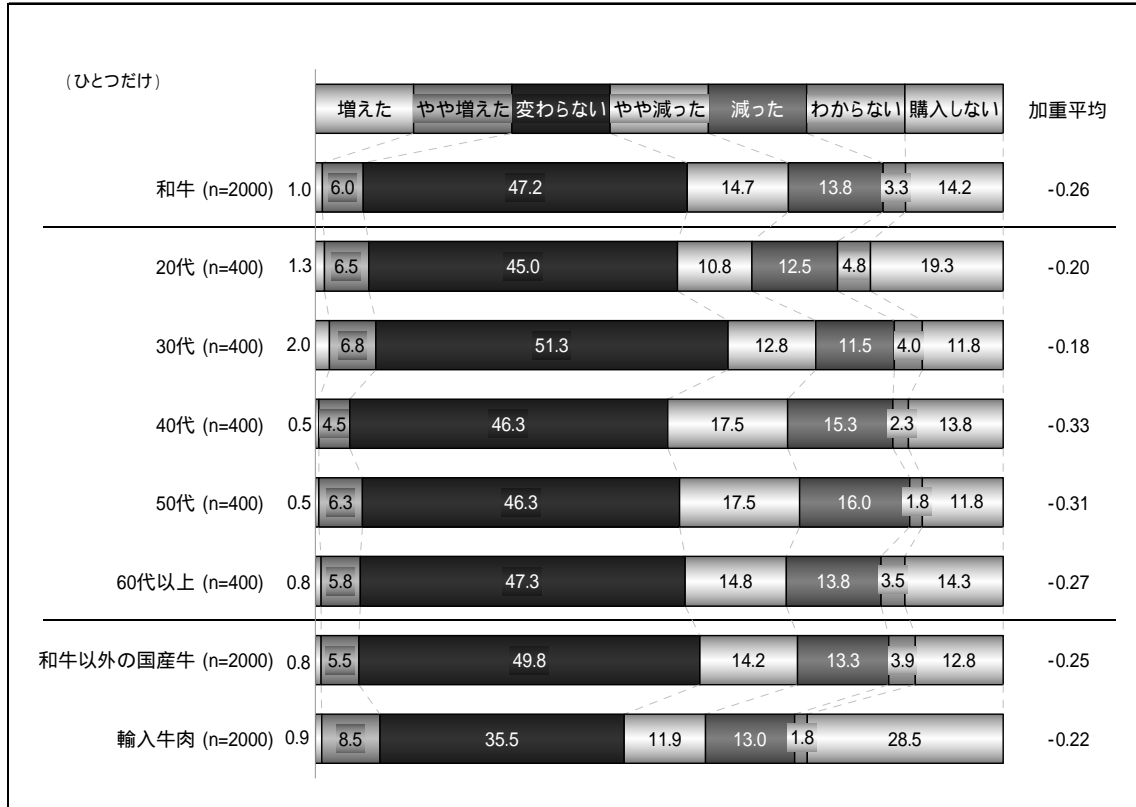 (ひとつだけ)
増えた やや増えた 変わらない やや減った 減った わからない 購入しない 加重平均
和牛 (n=2000) 1.0 6.0 47.2 14.7 13.8 3.3 14.2 -0.26
20代 (n=400) 1.3 6.5 45.0 10.8 12.5 4.8 19.3 -0.20
30代 (n=400) 2.0 6.8 51.3 12.8 11.5 4.0 11.8 -0.18
40代 (n=400) 0.5 4.5 46.3 17.5 15.3 2.3 13.8 -0.33
50代 (n=400) 0.5 6.3 46.3 17.5 16.0 1.8 11.8 -0.31
60代以上 (n=400) 0.8 5.8 47.3 14.8 13.8 3.5 14.3 -0.27
和牛以外の国産牛 (n=2000) 0.8 5.5 49.8 14.2 13.3 3.9 12.8 -0.25
輸入牛肉 (n=2000) 0.9 8.5 35.5 11.9 13.0 1.8 28.5 -0.22